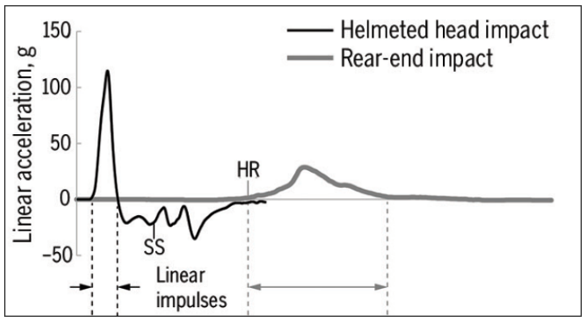 Linear acceleration, g
150
100
50
0
−50
Helmeted head impact
Rear-end impact
HR
SS
Linear
impulses